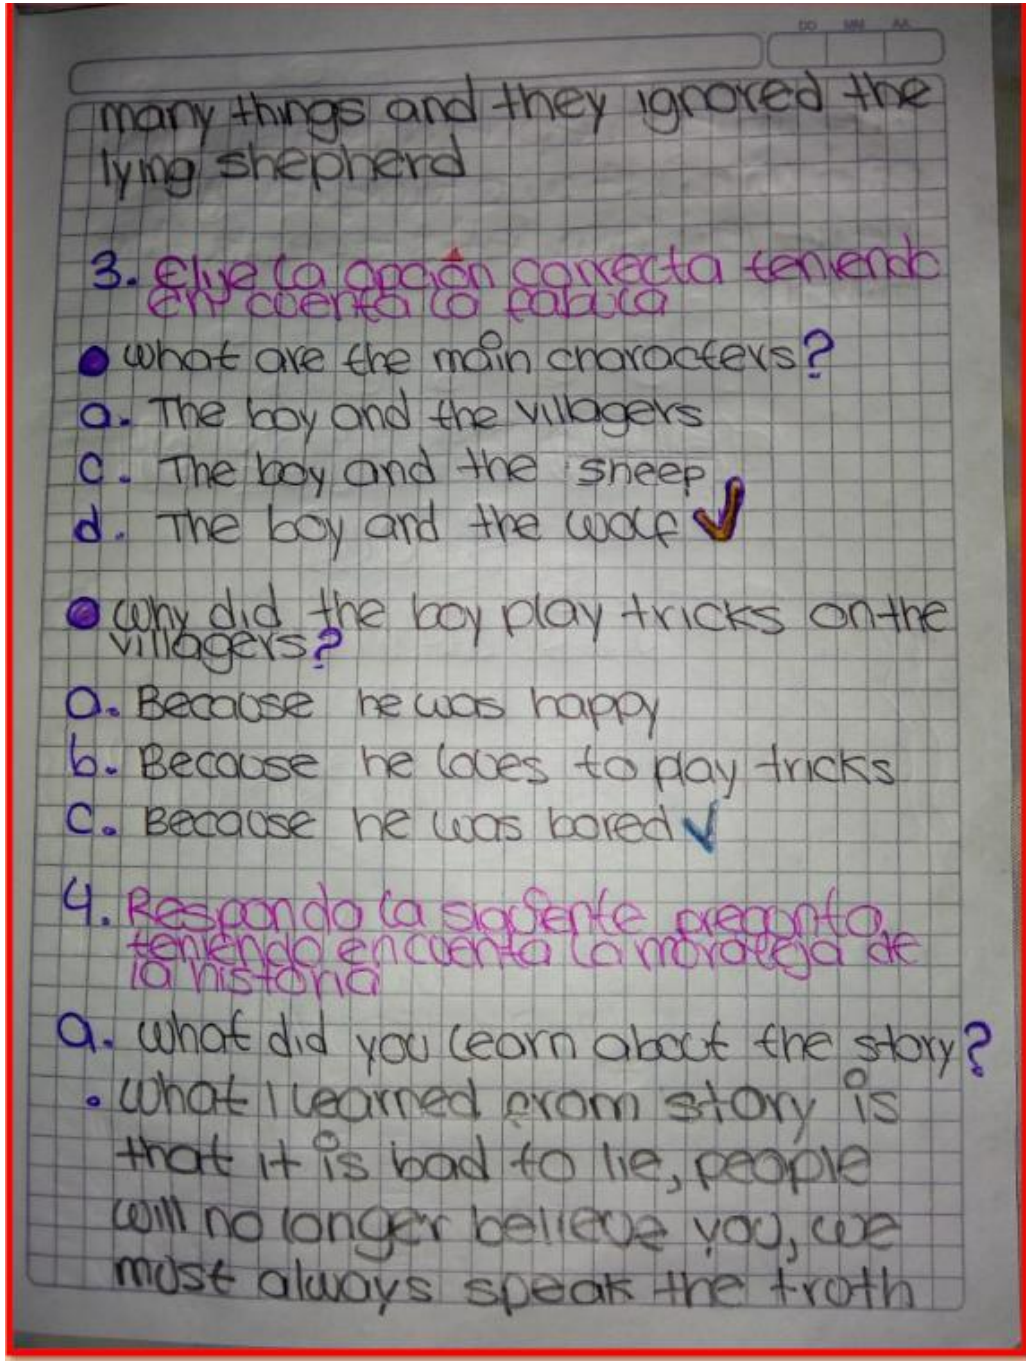 DD MM AA
many things and they ignored the
lying shepherd
3. Elije la opción correcta teniendo
en cuenta la fabula
What are the main characters?
a. The boy and the villagers
c. The boy and the sheep
d. The boy and the wolf
Why did the boy play tricks on the
villagers?
a. Because he was happy
b. Because he loves to play tricks
c. Because he was bored
4. Responda la siguiente pregunta
teniendo en cuenta la moraleja de
la historia
a. What did you learn about the story?
. What I learned from story is
that it is bad to lie, people
will no longer believe you, we
must always speak the truth